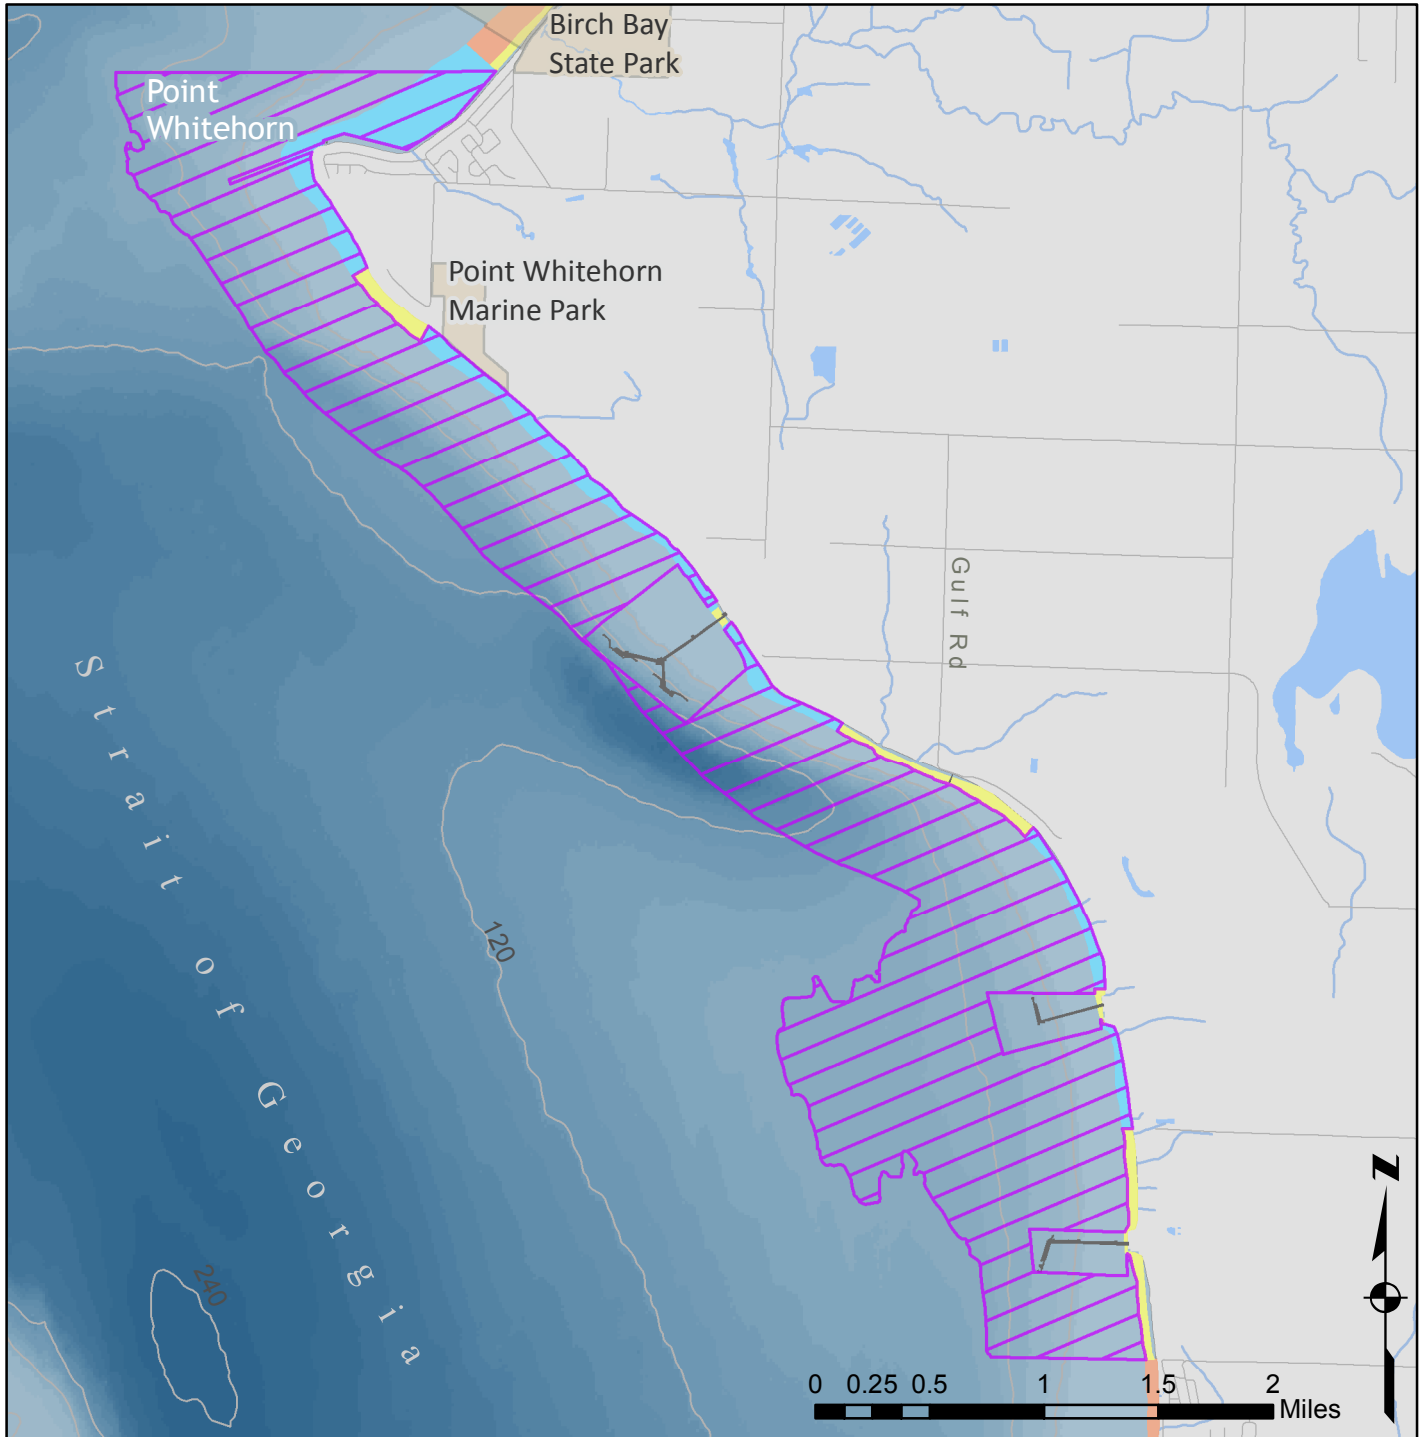 Birch Bay
State Park
Point
Whitehorn
Point Whitehorn
Marine Park
Gulf Rd
Strait of Georgia
120
240
N
0 0.25 0.5 1 1.5 2
Miles